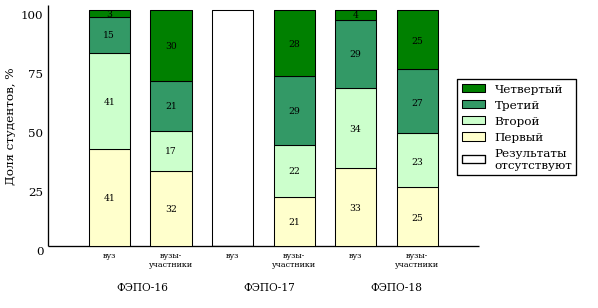 100
75
50
25
0
Доля студентов, %
3
15
41
41
30
21
17
32
28
29
22
21
4
29
34
33
25
27
23
25
вуз
вузы-
участники
вуз
вузы-
участники
вуз
вузы-
участники
ФЭПО-16
ФЭПО-17
ФЭПО-18
Четвертый
Третий
Второй
Первый
Результаты
отсутствуют